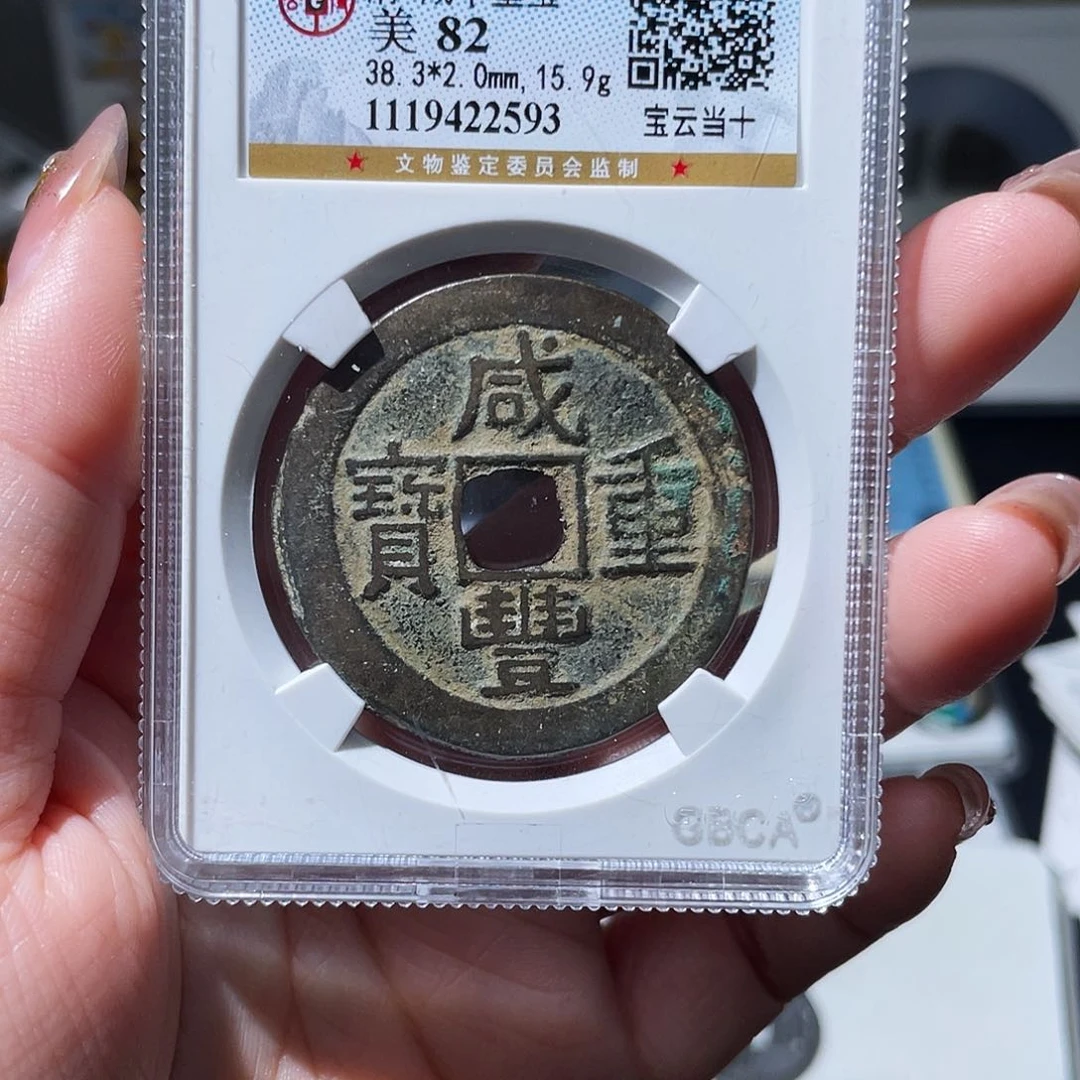 美 82
38.3*2.0mm,15.9g
1119422593
宝云当十
文物鉴定委员会监制
咸
寶 重
豐
GBCA